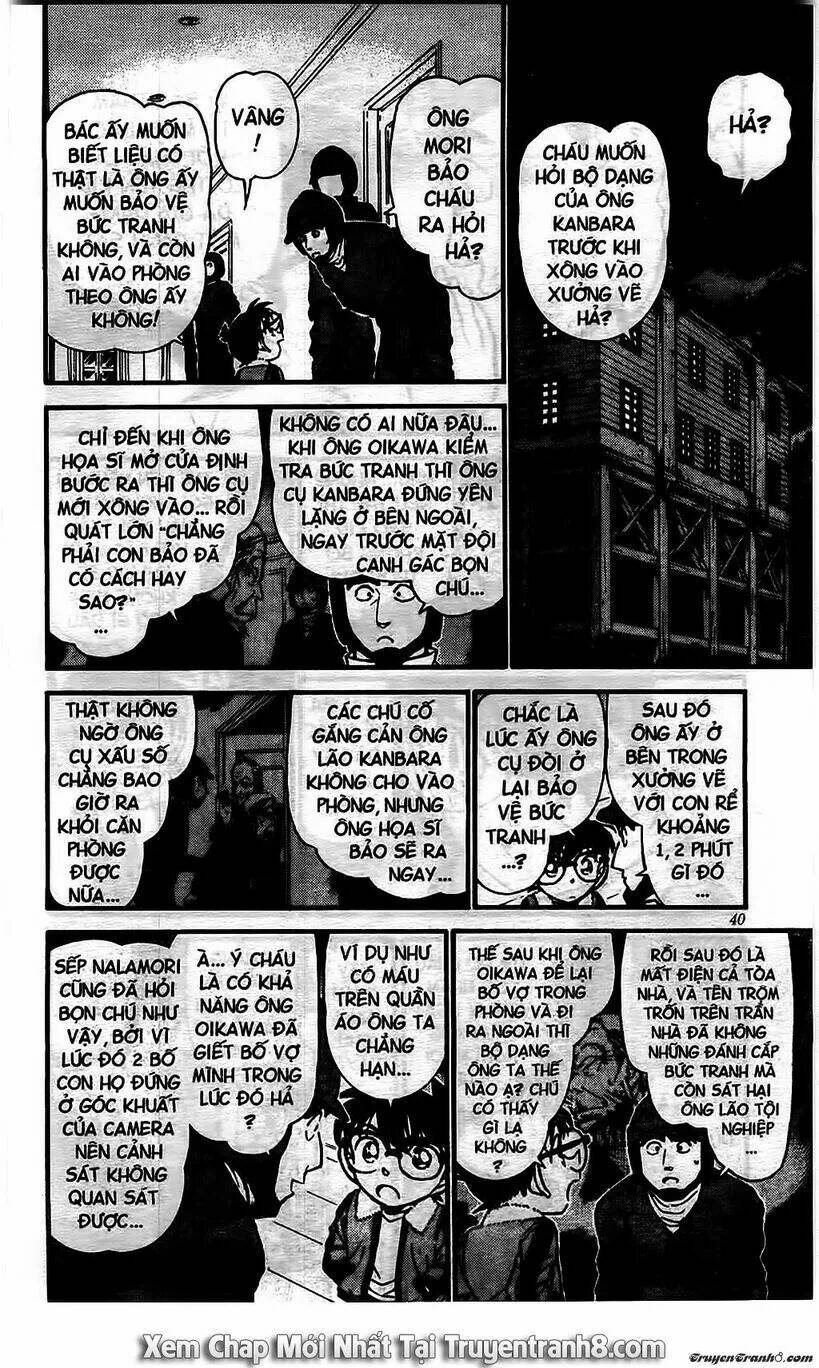 HẢ?
CHÁU MUỐN
HỎI BỘ DẠNG
CỦA ÔNG
KANBARA
TRƯỚC KHI
XÔNG VÀO
XƯỞNG VẼ
HẢ?
ÔNG
MORI
BẢO
CHÁU
RA HỎI
HẢ?
VÂNG
!
BÁC ẤY MUỐN
BIẾT LIỆU CÓ
THẬT LÀ ÔNG ẤY
MUỐN BẢO VỆ
BỨC TRANH
KHÔNG, VÀ CÒN
AI VÀO PHÒNG
THEO ÔNG ẤY
KHÔNG!
KHÔNG CÓ AI NỮA ĐÂU...
KHI ÔNG OIKAWA KIỂM
TRA BỨC TRANH THÌ ÔNG
CỤ KANBARA ĐỨNG YÊN
LẶNG Ở BÊN NGOÀI,
NGAY TRƯỚC MẶT ĐỘI
CANH GÁC BỌN
CHÚ...
CHỈ ĐẾN KHI ÔNG
HỌA SĨ MỞ CỬA ĐỊNH
BƯỚC RA THÌ ÔNG CỤ
MỚI XÔNG VÀO... RỒI
QUÁT LỚN "CHẲNG
PHẢI CON BẢO ĐÃ
CÓ CÁCH HAY
SAO?"
...
SAU ĐÓ
ÔNG ẤY Ở
BÊN TRONG
XƯỞNG VẼ
VỚI CON RỂ
KHOẢNG
1, 2 PHÚT
GÌ ĐÓ
...
CHẮC LÀ
LÚC ẤY ÔNG
CỤ ĐÒI Ở
LẠI BẢO
VỆ BỨC
TRANH
...?
CÁC CHÚ CỐ
GẮNG CẢN ÔNG
LÃO KANBARA
KHÔNG CHO VÀO
PHÒNG, NHƯNG
ÔNG HỌA SĨ
BẢO SẼ RA
NGAY...
THẬT KHÔNG
NGỜ ÔNG
CỤ XẤU SỐ
CHẲNG BAO
GIỜ RA
KHỎI CĂN
PHÒNG
ĐƯỢC
NỮA...
40
RỒI SAU ĐÓ LÀ
MẤT ĐIỆN CẢ TÒA
NHÀ, VÀ TÊN TRỘM
TRỐN TRÊN TRẦN
NHÀ ĐÃ KHÔNG
NHỮNG ĐÁNH CẮP
BỨC TRANH MÀ
CÒN SÁT HẠI
ÔNG LÃO TỘI
NGHIỆP
...
THẾ SAU KHI ÔNG
OIKAWA ĐỂ LẠI
BỐ VỢ TRONG
PHÒNG VÀ ĐI
RA NGOÀI THÌ
BỘ DẠNG
ÔNG TA THẾ
NÀO Ạ? CHÚ
CÓ THẤY
GÌ LẠ
KHÔNG
?
VÍ DỤ NHƯ
CÓ MÁU
TRÊN QUẦN
ÁO ÔNG TA
CHẲNG
HẠN...
À... Ý CHÁU
LÀ CÓ KHẢ
NĂNG ÔNG
OIKAWA ĐÃ
GIẾT BỐ VỢ
MÌNH TRONG
LÚC ĐÓ HẢ
?
SẾP NALAMORI
CŨNG ĐÃ HỎI
BỌN CHÚ NHƯ
VẬY, BỞI VÌ
LÚC ĐÓ 2 BỐ
CON HỌ ĐỨNG
Ở GÓC KHUẤT
CỦA CAMERA
NÊN CẢNH
SÁT KHÔNG
QUAN SÁT
ĐƯỢC...
Xem Chap Mới Nhất Tại Truyentranh8.com
TruyenTranh8.com